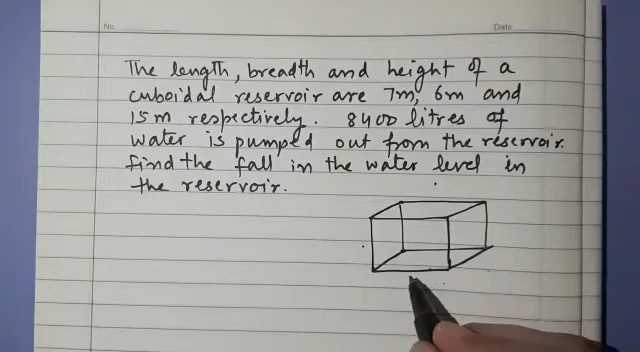 No.
Date
The length, breadth and height of a
cuboidal reservoir are 7m, 6m and
15m respectively. 8400 litres of
water is pumped out from the reservoir.
Find the fall in the water level in
the reservoir.